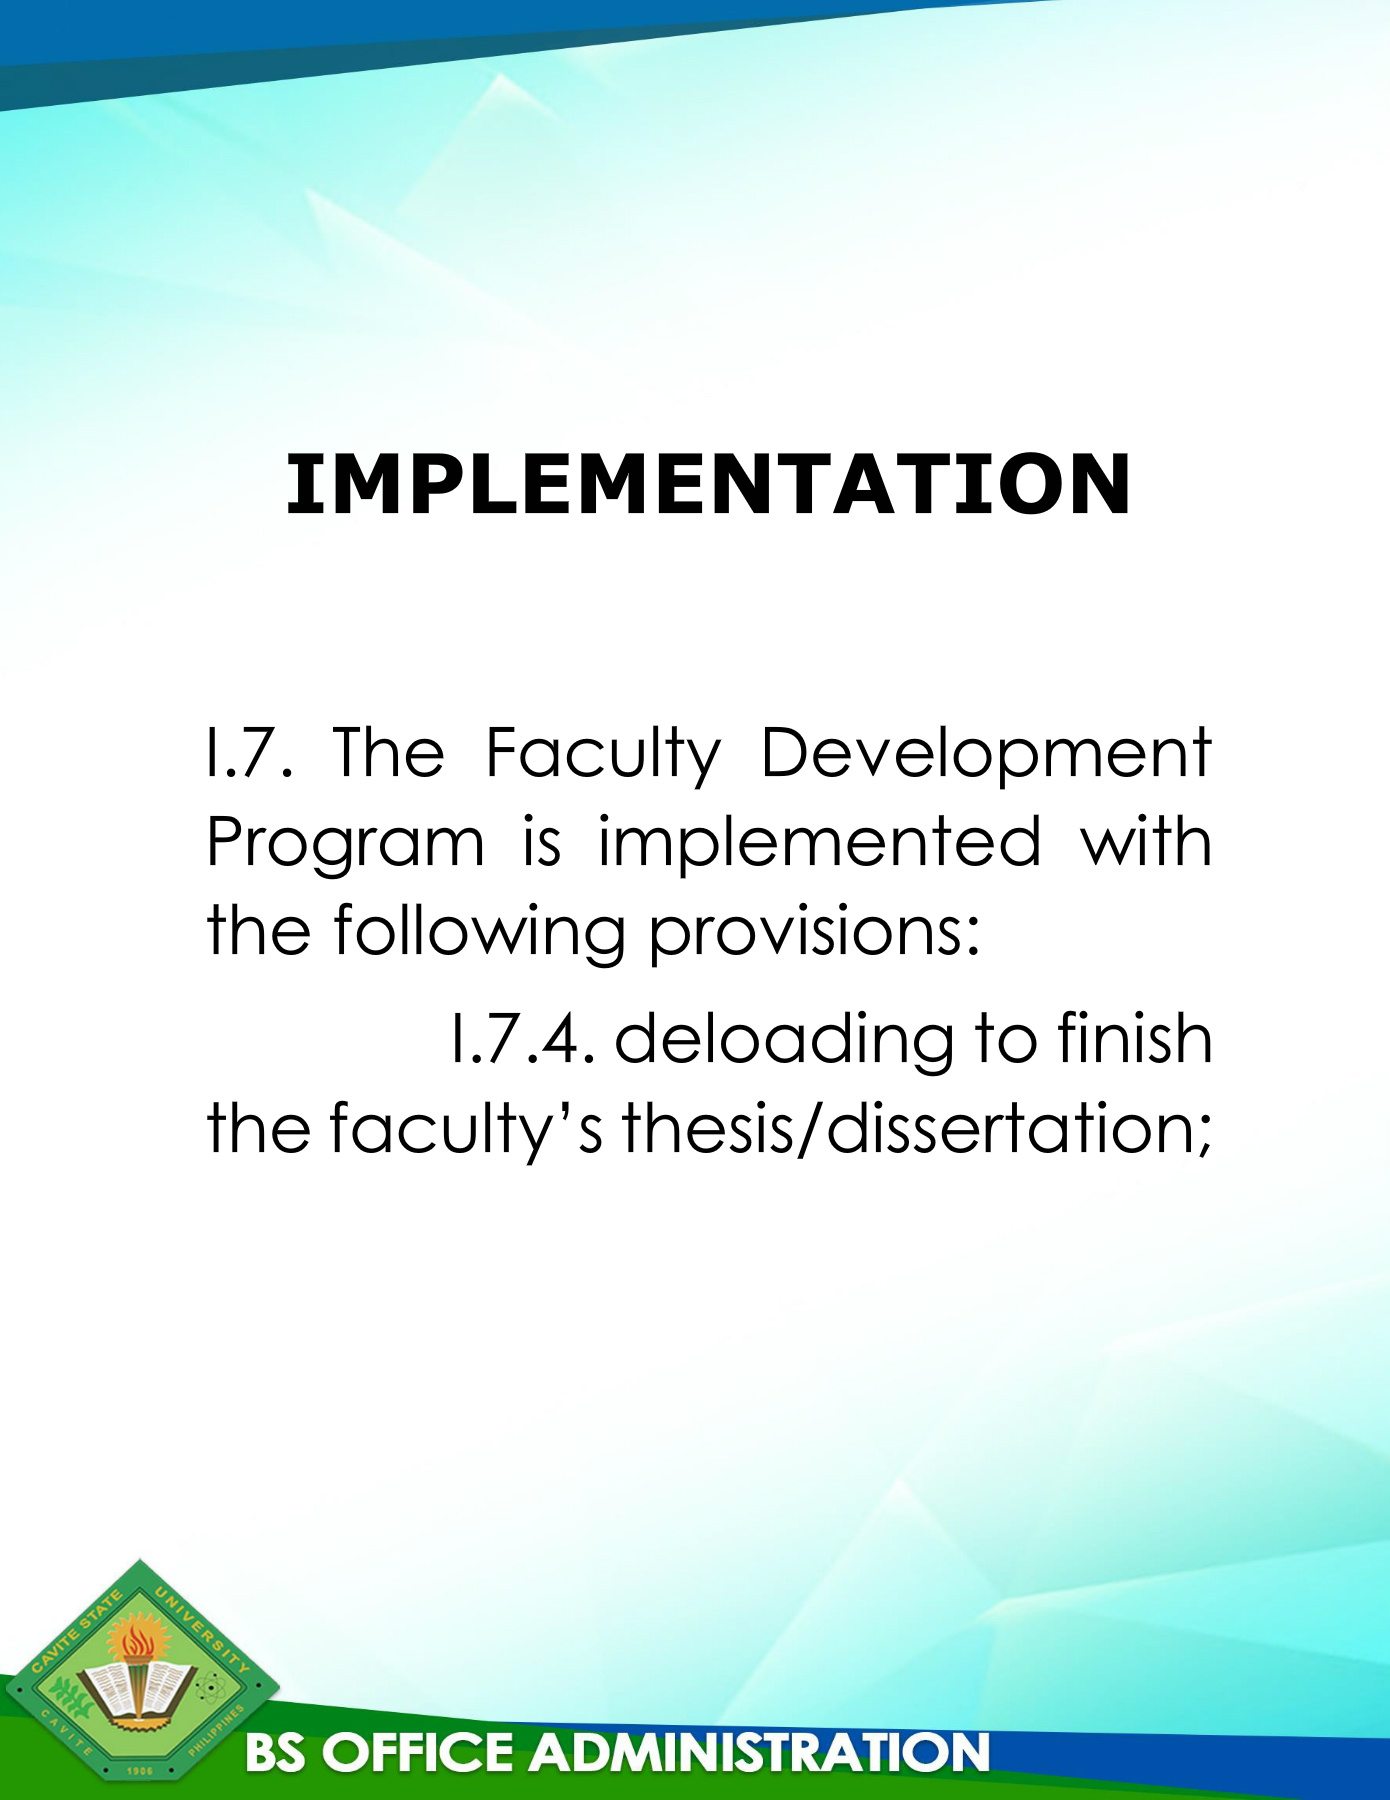 IMPLEMENTATION
I.7. The Faculty Development
Program is implemented with
the following provisions:
I.7.4. deloading to finish
the faculty’s thesis/dissertation;
CAVITE STATE UNIVERSITY
CAVITE PHILIPPINES
1906
BS OFFICE ADMINISTRATION